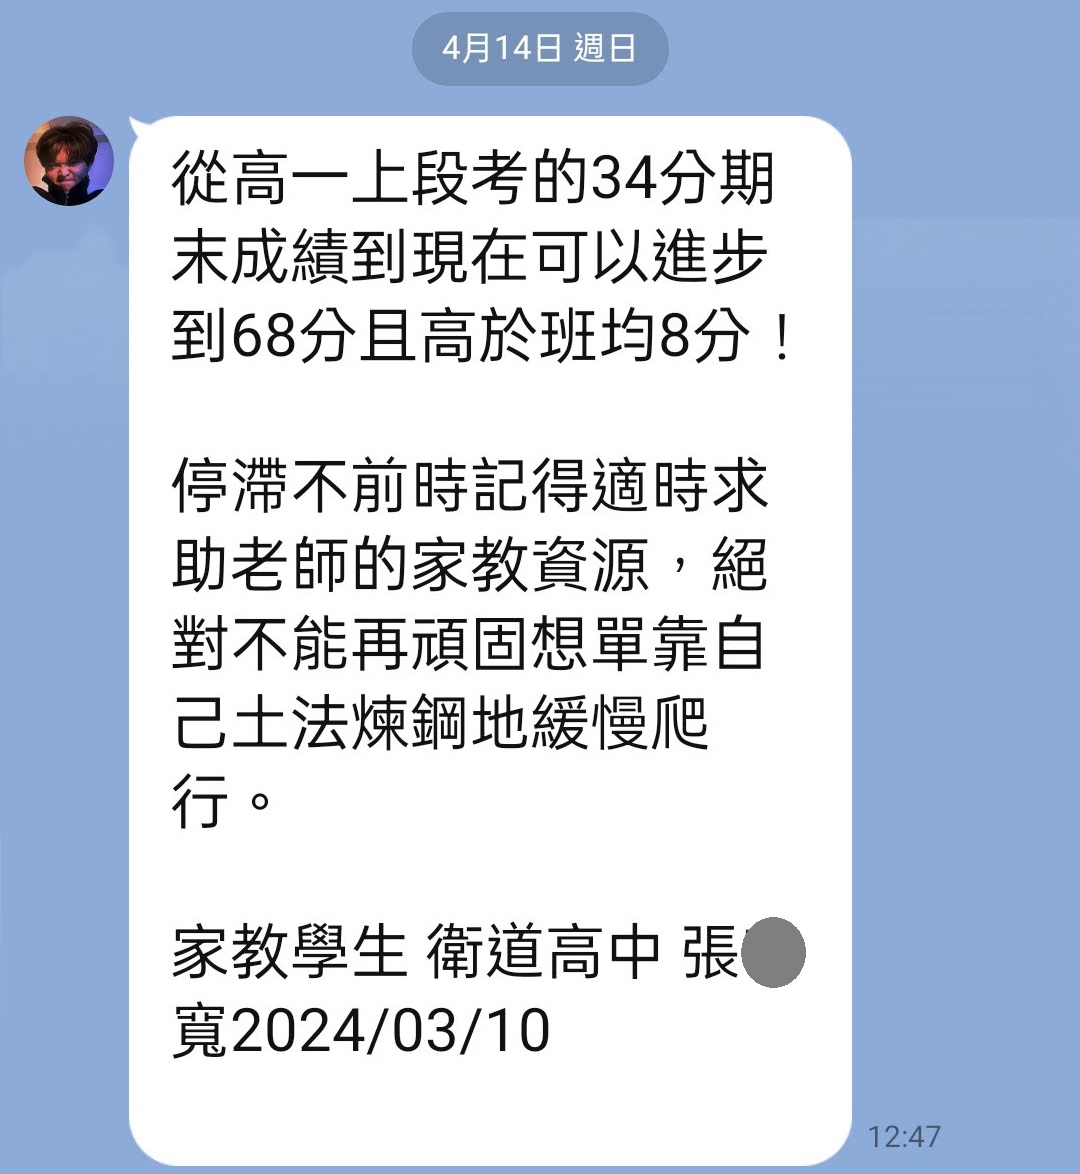 4月14日 週日
從高一上段考的34分期
末成績到現在可以進步
到68分且高於班均8分！
停滯不前時記得適時求
助老師的家教資源，絕
對不能再頑固想單靠自
己土法煉鋼地緩慢爬
行。
家教學生 衛道高中 張
寬2024/03/10
12:47